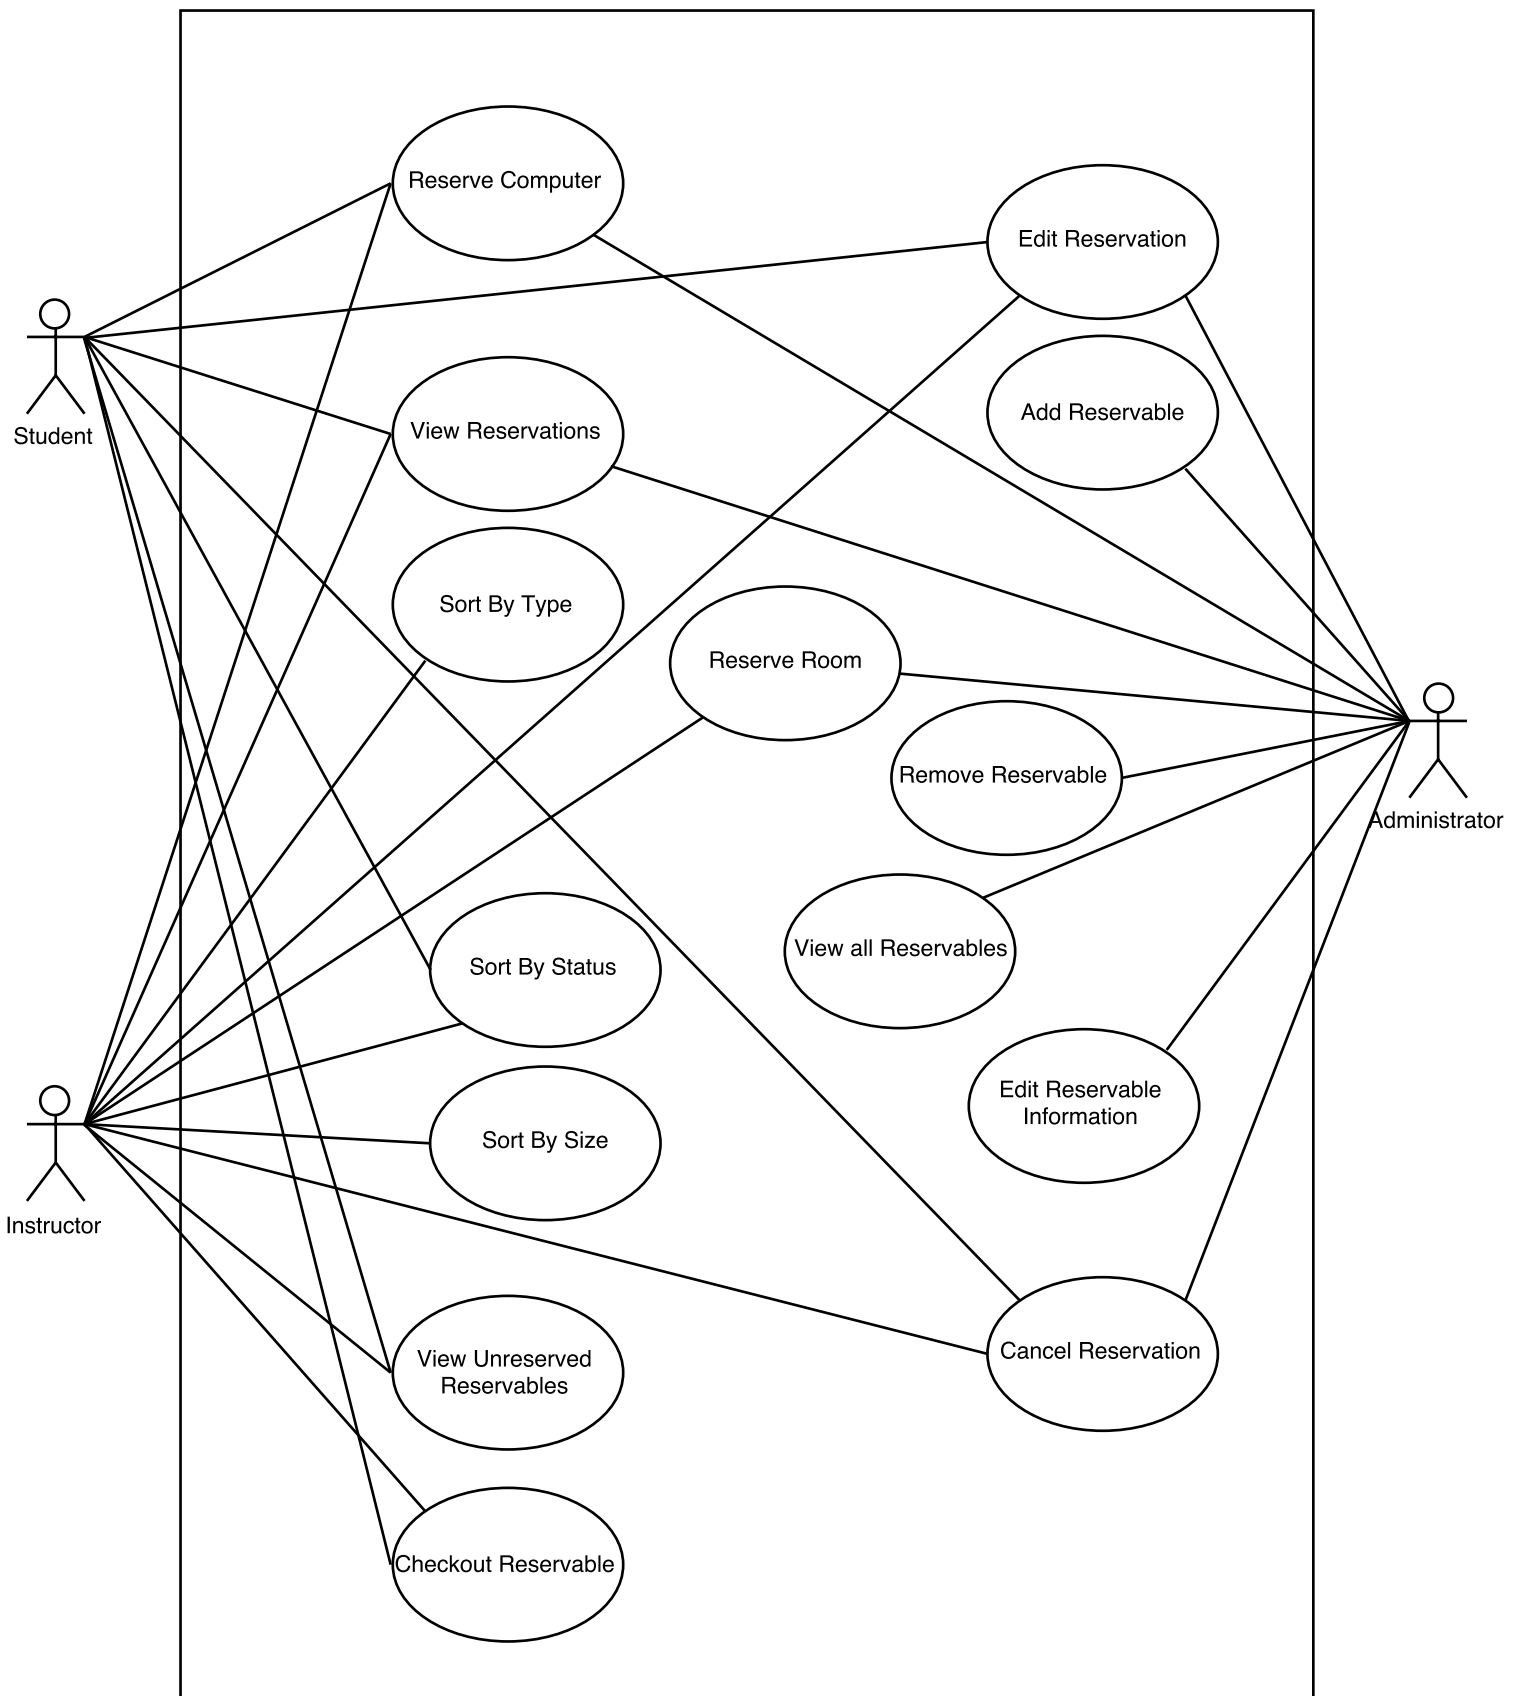 Reserve Computer
Edit Reservation
Add Reservable
Student
View Reservations
Sort By Type
Reserve Room
Remove Reservable
Administrator
View all Reservables
Sort By Status
Edit Reservable
Information
Sort By Size
Instructor
Cancel Reservation
View Unreserved
Reservables
Checkout Reservable